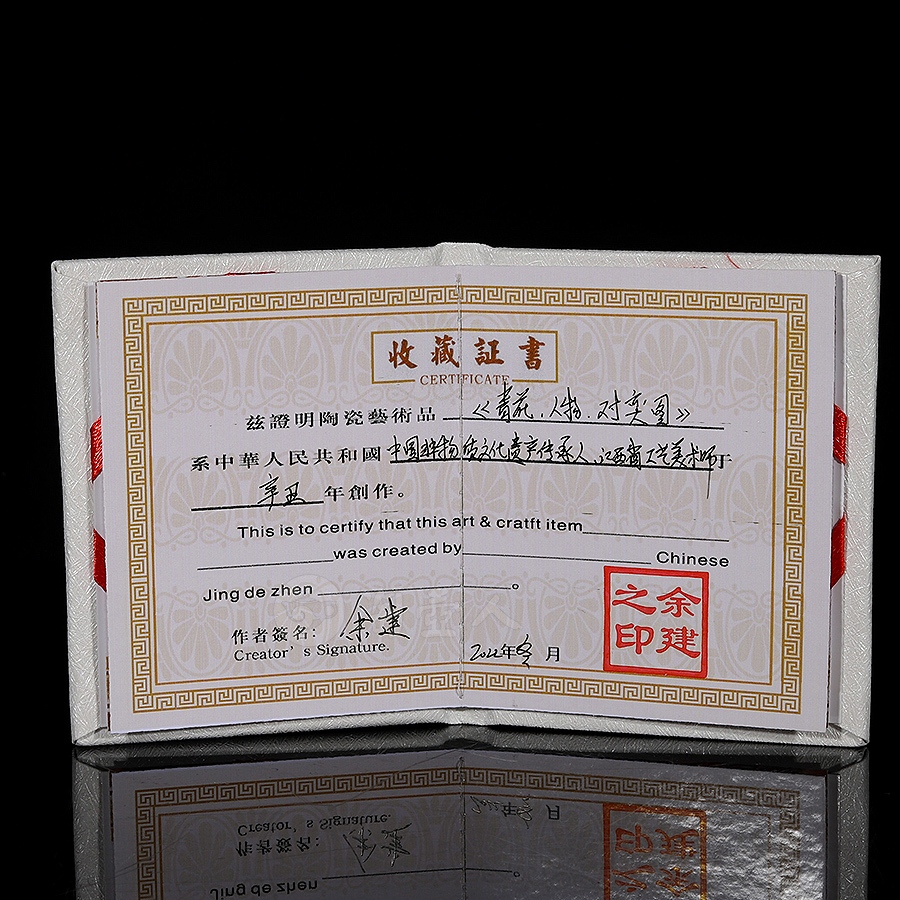 收藏証書
CERTIFICATE
兹證明陶瓷藝術品《青花、人物、对弈图》
系中華人民共和國中国非物质文化遗产传承人、江西省工艺美术师于
辛丑年創作。
This is to certify that this art & cratft item
was created by Chinese
Jing de zhen 。
作者簽名: 余建
Creator's Signature.
2022年冬月
余建之印